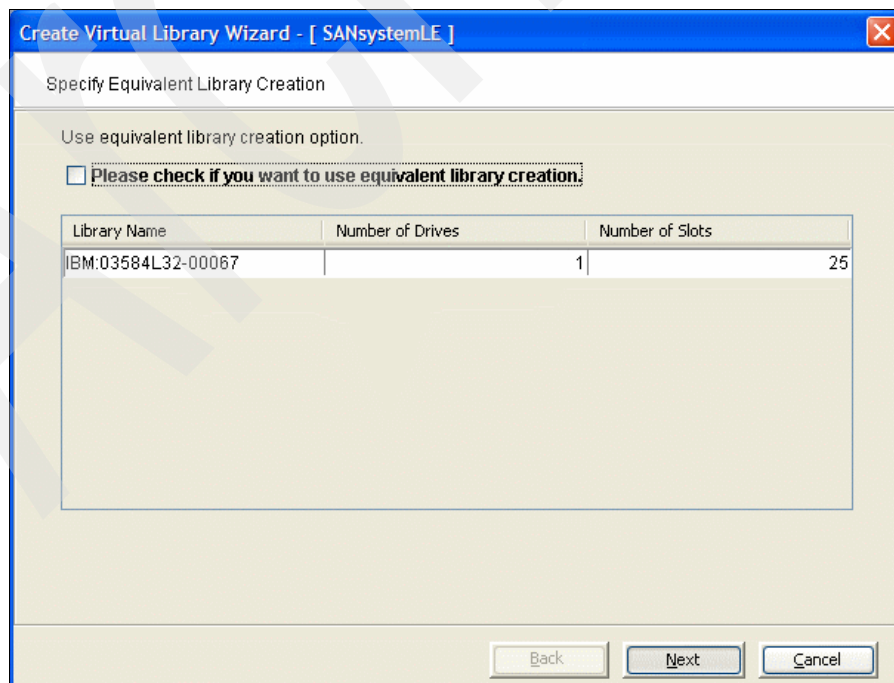 Create Virtual Library Wizard - [ SANsystemLE ]
Specify Equivalent Library Creation
Use equivalent library creation option.
Please check if you want to use equivalent library creation.
Library Name Number of Drives Number of Slots
IBM:03584L32-00067 1 25
Back Next Cancel